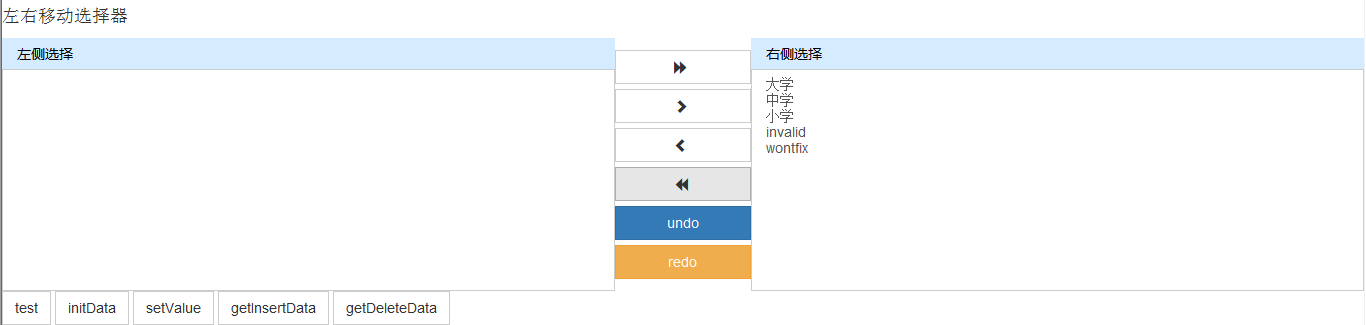 左右移动选择器
左侧选择
右侧选择
大学
中学
小学
invalid
wontfix
undo
redo
test initData setValue getInsertData getDeleteData